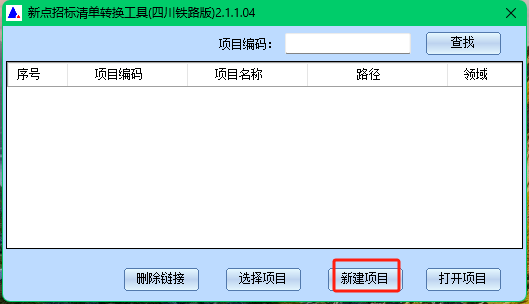 新点招标清单转换工具(四川铁路版)2.1.1.04
项目编码： 查找
序号 项目编码 项目名称 路径 领域
删除链接 选择项目 新建项目 打开项目